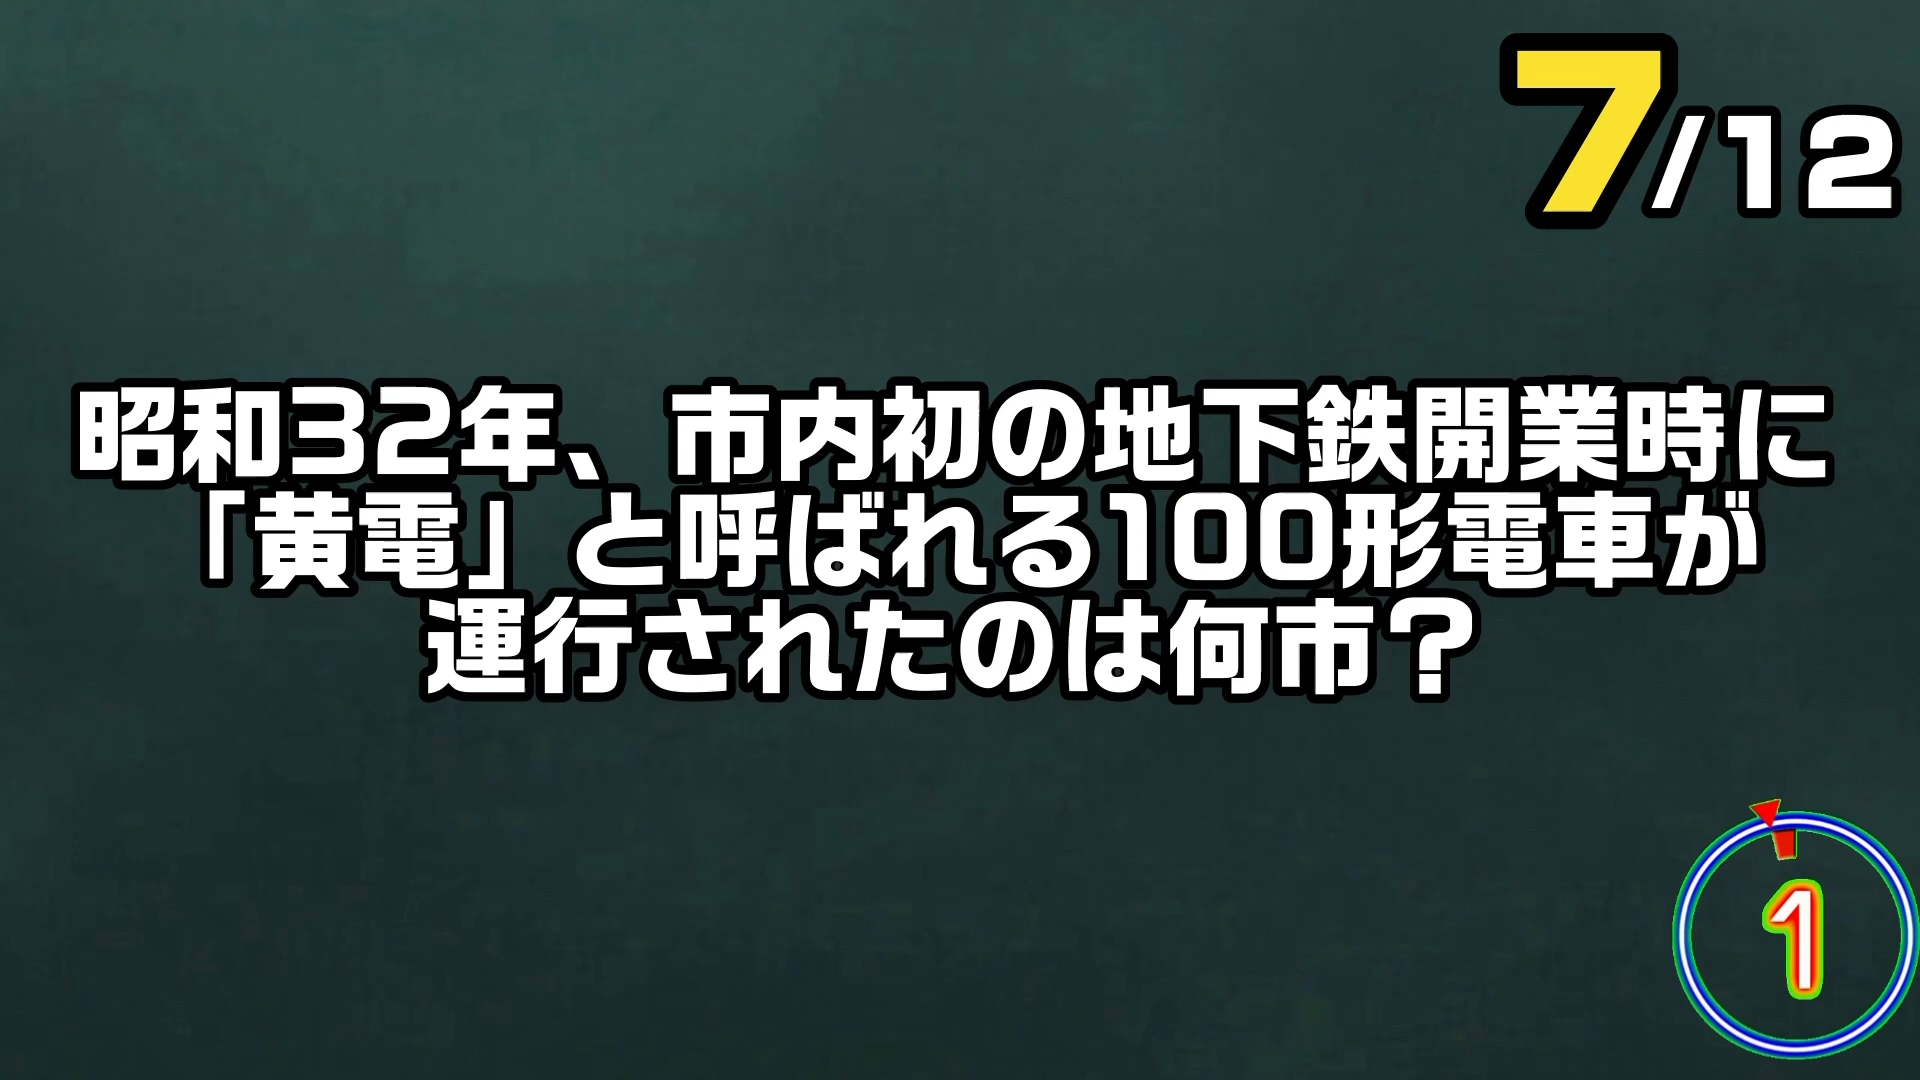 7/12
昭和32年、市内初の地下鉄開業時に
「黄電」と呼ばれる100形電車が
運行されたのは何市？
1